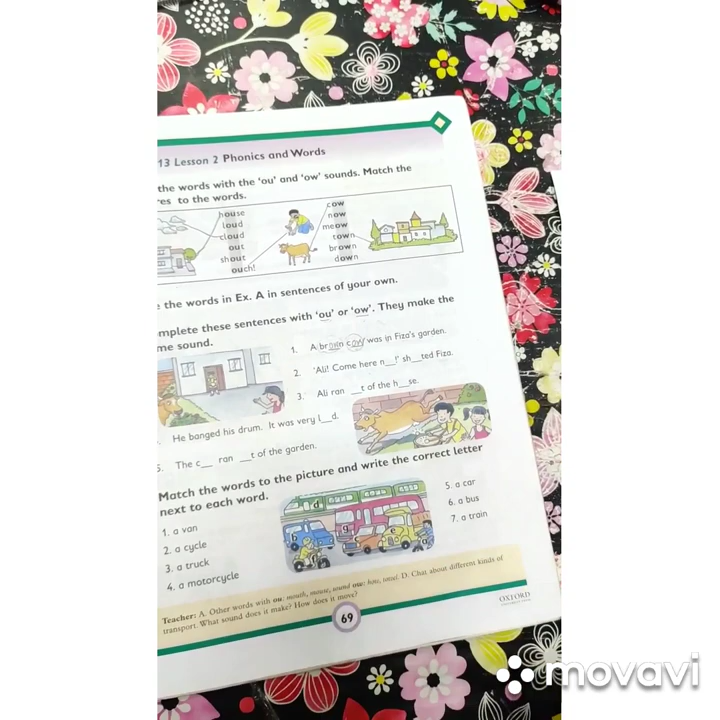 13 Lesson 2 Phonics and Words
the words with the 'ou' and 'ow' sounds. Match the
res to the words.
house
loud
cloud
out
shout
ouch!
cow
now
meow
town
brown
down
the words in Ex. A in sentences of your own.
mplete these sentences with 'ou' or 'ow'. They make the
me sound.
1. A brown cow was in Fiza's garden.
2. 'Ali! Come here n__!' sh__ted Fiza.
3. Ali ran __t of the h__se.
He banged his drum. It was very l__d.
5. The c__ ran __t of the garden.
Match the words to the picture and write the correct letter
next to each word.
1. a van
2. a cycle
3. a truck
4. a motorcycle
5. a car
6. a bus
7. a train
d
b
g
Teacher: A. Other words with ou: mouth, mouse, sound ow: how, towel. D. Chat about different kinds of
transport. What sound does it make? How does it move?
69
OXFORD
movavi